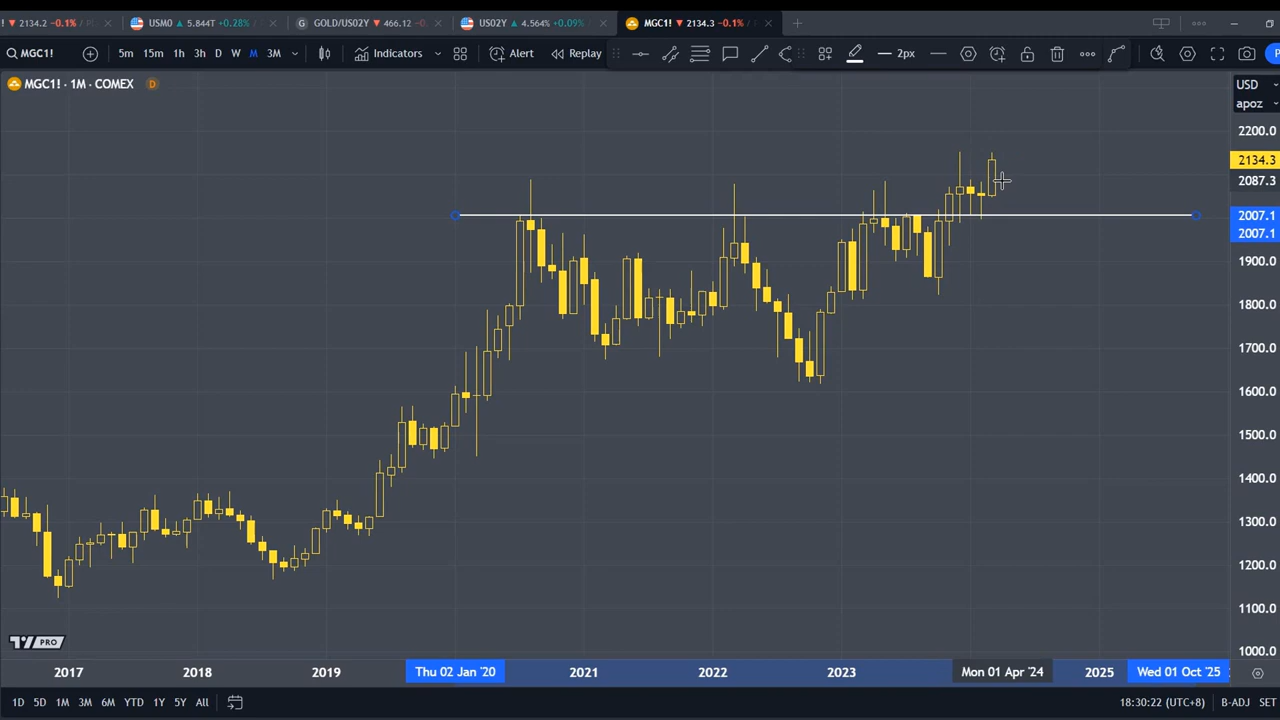 2134.2 -0.1%
USM0 5.844T +0.28%
G GOLD/US02Y 466.12
US02Y 4.564% +0.09%
MGC1! 2134.3 -0.1%
MGC1! 5m 15m 1h 3h D W M 3M Indicators Alert Replay 2px
MGC1! · 1M · COMEX D
USD
apoz
2200.0
2134.3
2087.3
2007.1
2007.1
1900.0
1800.0
1700.0
1600.0
1500.0
1400.0
1300.0
1200.0
1100.0
1000.0
PRO
2017 2018 2019 Thu 02 Jan '20 2021 2022 2023 Mon 01 Apr '24 2025 Wed 01 Oct '25
1D 5D 1M 3M 6M YTD 1Y 5Y All 18:30:22 (UTC+8) B-ADJ SET